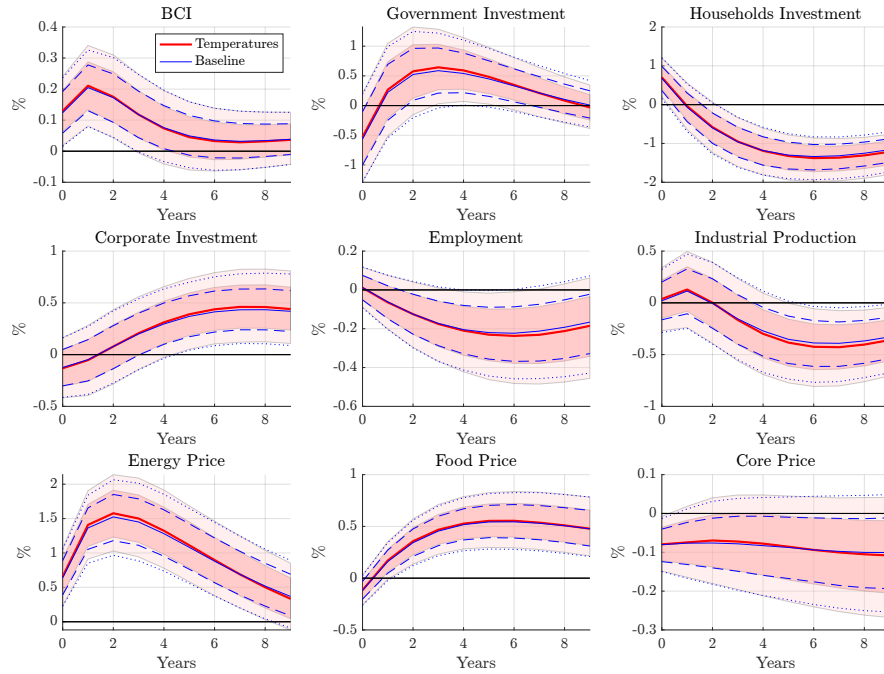 BCI
0.4
0.3
0.2
0.1
0
0.1
%
0 2 4 6 8
Years
Temperatures
Baseline
Government Investment
1
0.5
0
-0.5
-1
%
0 2 4 6 8
Years
Households Investment
2
1
0
-1
-2
%
0 2 4 6 8
Years
Corporate Investment
1
0.5
0
-0.5
%
0 2 4 6 8
Years
Employment
0.2
0
-0.2
-0.4
-0.6
%
0 2 4 6 8
Years
Industrial Production
0.5
0
-0.5
-1
%
0 2 4 6 8
Years
Energy Price
2
1.5
1
0.5
0
%
0 2 4 6 8
Years
Food Price
1
0.5
0
-0.5
%
0 2 4 6 8
Years
Core Price
0.1
0
-0.1
-0.2
-0.3
%
0 2 4 6 8
Years